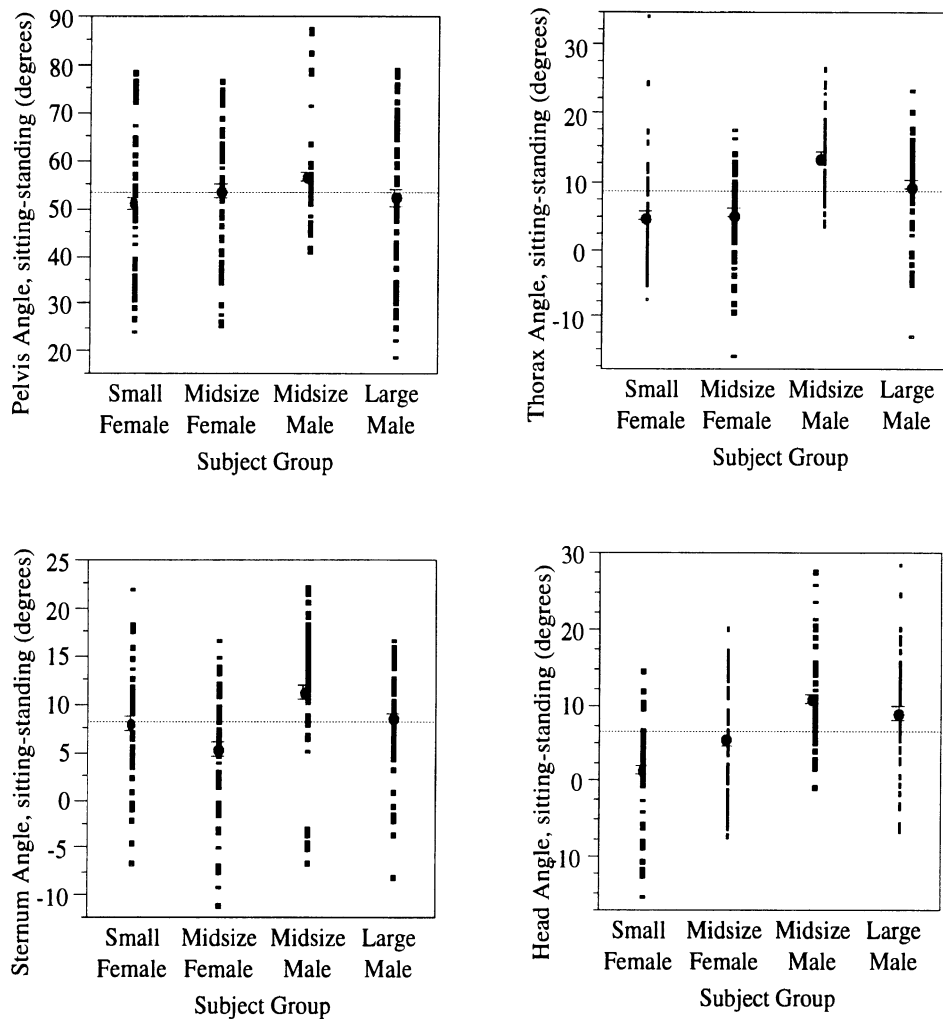 Pelvis Angle, sitting-standing (degrees)
90
80
70
60
50
40
30
20
Small Midsize Midsize Large
Female Female Male Male
Subject Group
Thorax Angle, sitting-standing (degrees)
30
20
10
0
-10
Small Midsize Midsize Large
Female Female Male Male
Subject Group
Sternum Angle, sitting-standing (degrees)
25
20
15
10
5
0
-5
-10
Small Midsize Midsize Large
Female Female Male Male
Subject Group
Head Angle, sitting-standing (degrees)
30
20
10
0
-10
Small Midsize Midsize Large
Female Female Male Male
Subject Group